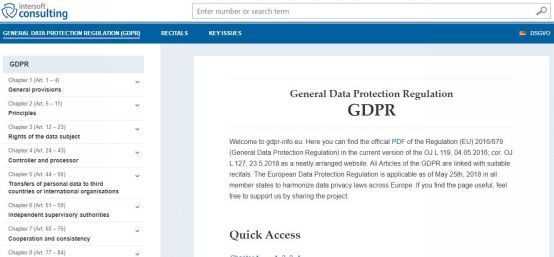 intersoft
consulting
Enter number or search term
GENERAL DATA PROTECTION REGULATION (GDPR) RECITALS KEY ISSUES DSGVO
GDPR
Chapter 1 (Art. 1 – 4)
General provisions
Chapter 2 (Art. 5 – 11)
Principles
Chapter 3 (Art. 12 – 23)
Rights of the data subject
Chapter 4 (Art. 24 – 43)
Controller and processor
Chapter 5 (Art. 44 – 50)
Transfers of personal data to third
countries or international organisations
Chapter 6 (Art. 51 – 59)
Independent supervisory authorities
Chapter 7 (Art. 60 – 76)
Cooperation and consistency
Chapter 8 (Art. 77 – 84)
General Data Protection Regulation
GDPR
Welcome to gdpr-info.eu. Here you can find the official PDF of the Regulation (EU) 2016/679
(General Data Protection Regulation) in the current version of the OJ L 119, 04.05.2016; cor. OJ
L 127, 23.5.2018 as a neatly arranged website. All Articles of the GDPR are linked with suitable
recitals. The European Data Protection Regulation is applicable as of May 25th, 2018 in all
member states to harmonize data privacy laws across Europe. If you find the page useful, feel
free to support us by sharing the project.
Quick Access